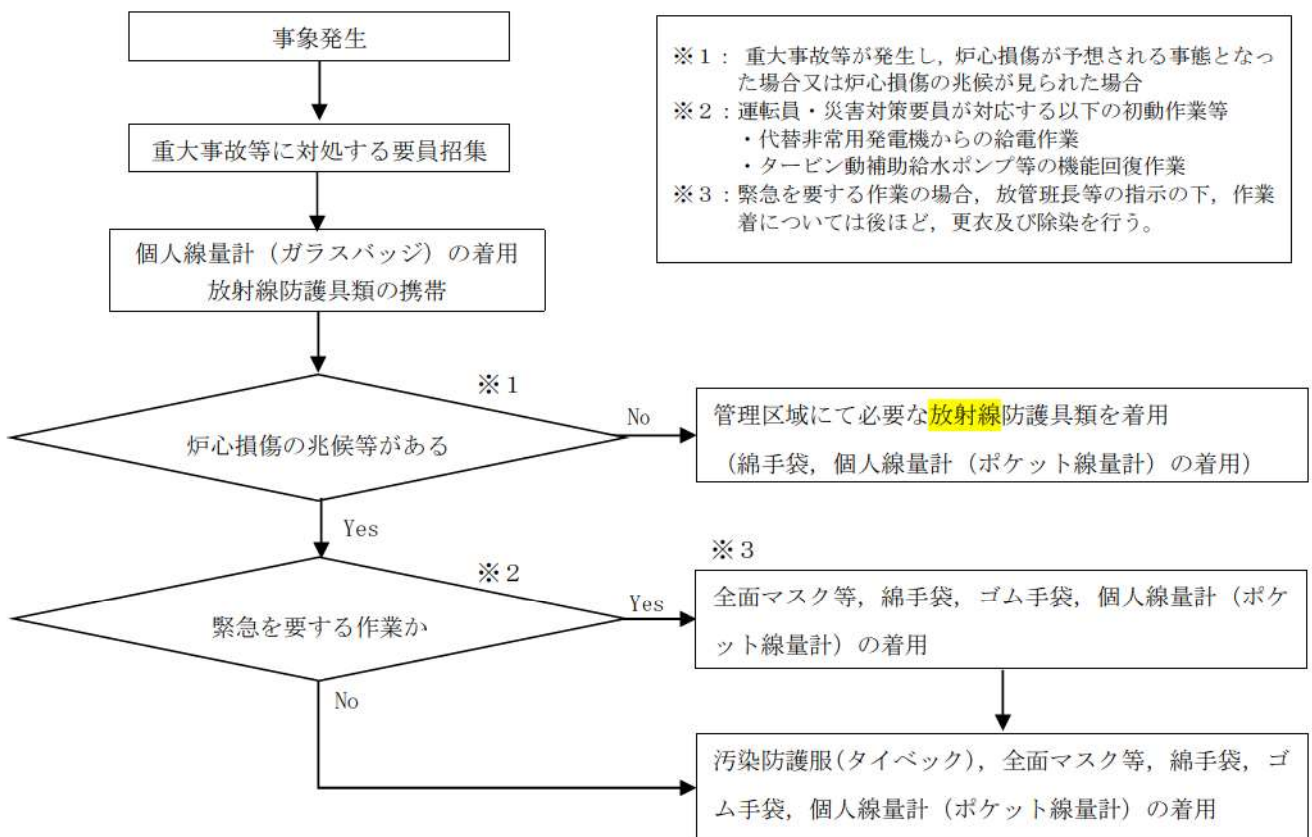 事象発生
重大事故等に対処する要員招集
個人線量計（ガラスバッジ）の着用
放射線防護具類の携帯
※１： 重大事故等が発生し，炉心損傷が予想される事態となっ
た場合又は炉心損傷の兆候が見られた場合
※２：運転員・災害対策要員が対応する以下の初動作業等
・代替非常用発電機からの給電作業
・タービン動補助給水ポンプ等の機能回復作業
※３：緊急を要する作業の場合，放管班長等の指示の下，作業
着については後ほど，更衣及び除染を行う。
※１
炉心損傷の兆候等がある
No
管理区域にて必要な放射線防護具類を着用
（綿手袋，個人線量計（ポケット線量計）の着用）
Yes
※２
緊急を要する作業か
Yes
※３
全面マスク等，綿手袋，ゴム手袋，個人線量計（ポケ
ット線量計）の着用
No
汚染防護服(タイベック)，全面マスク等，綿手袋，ゴ
ム手袋，個人線量計（ポケット線量計）の着用